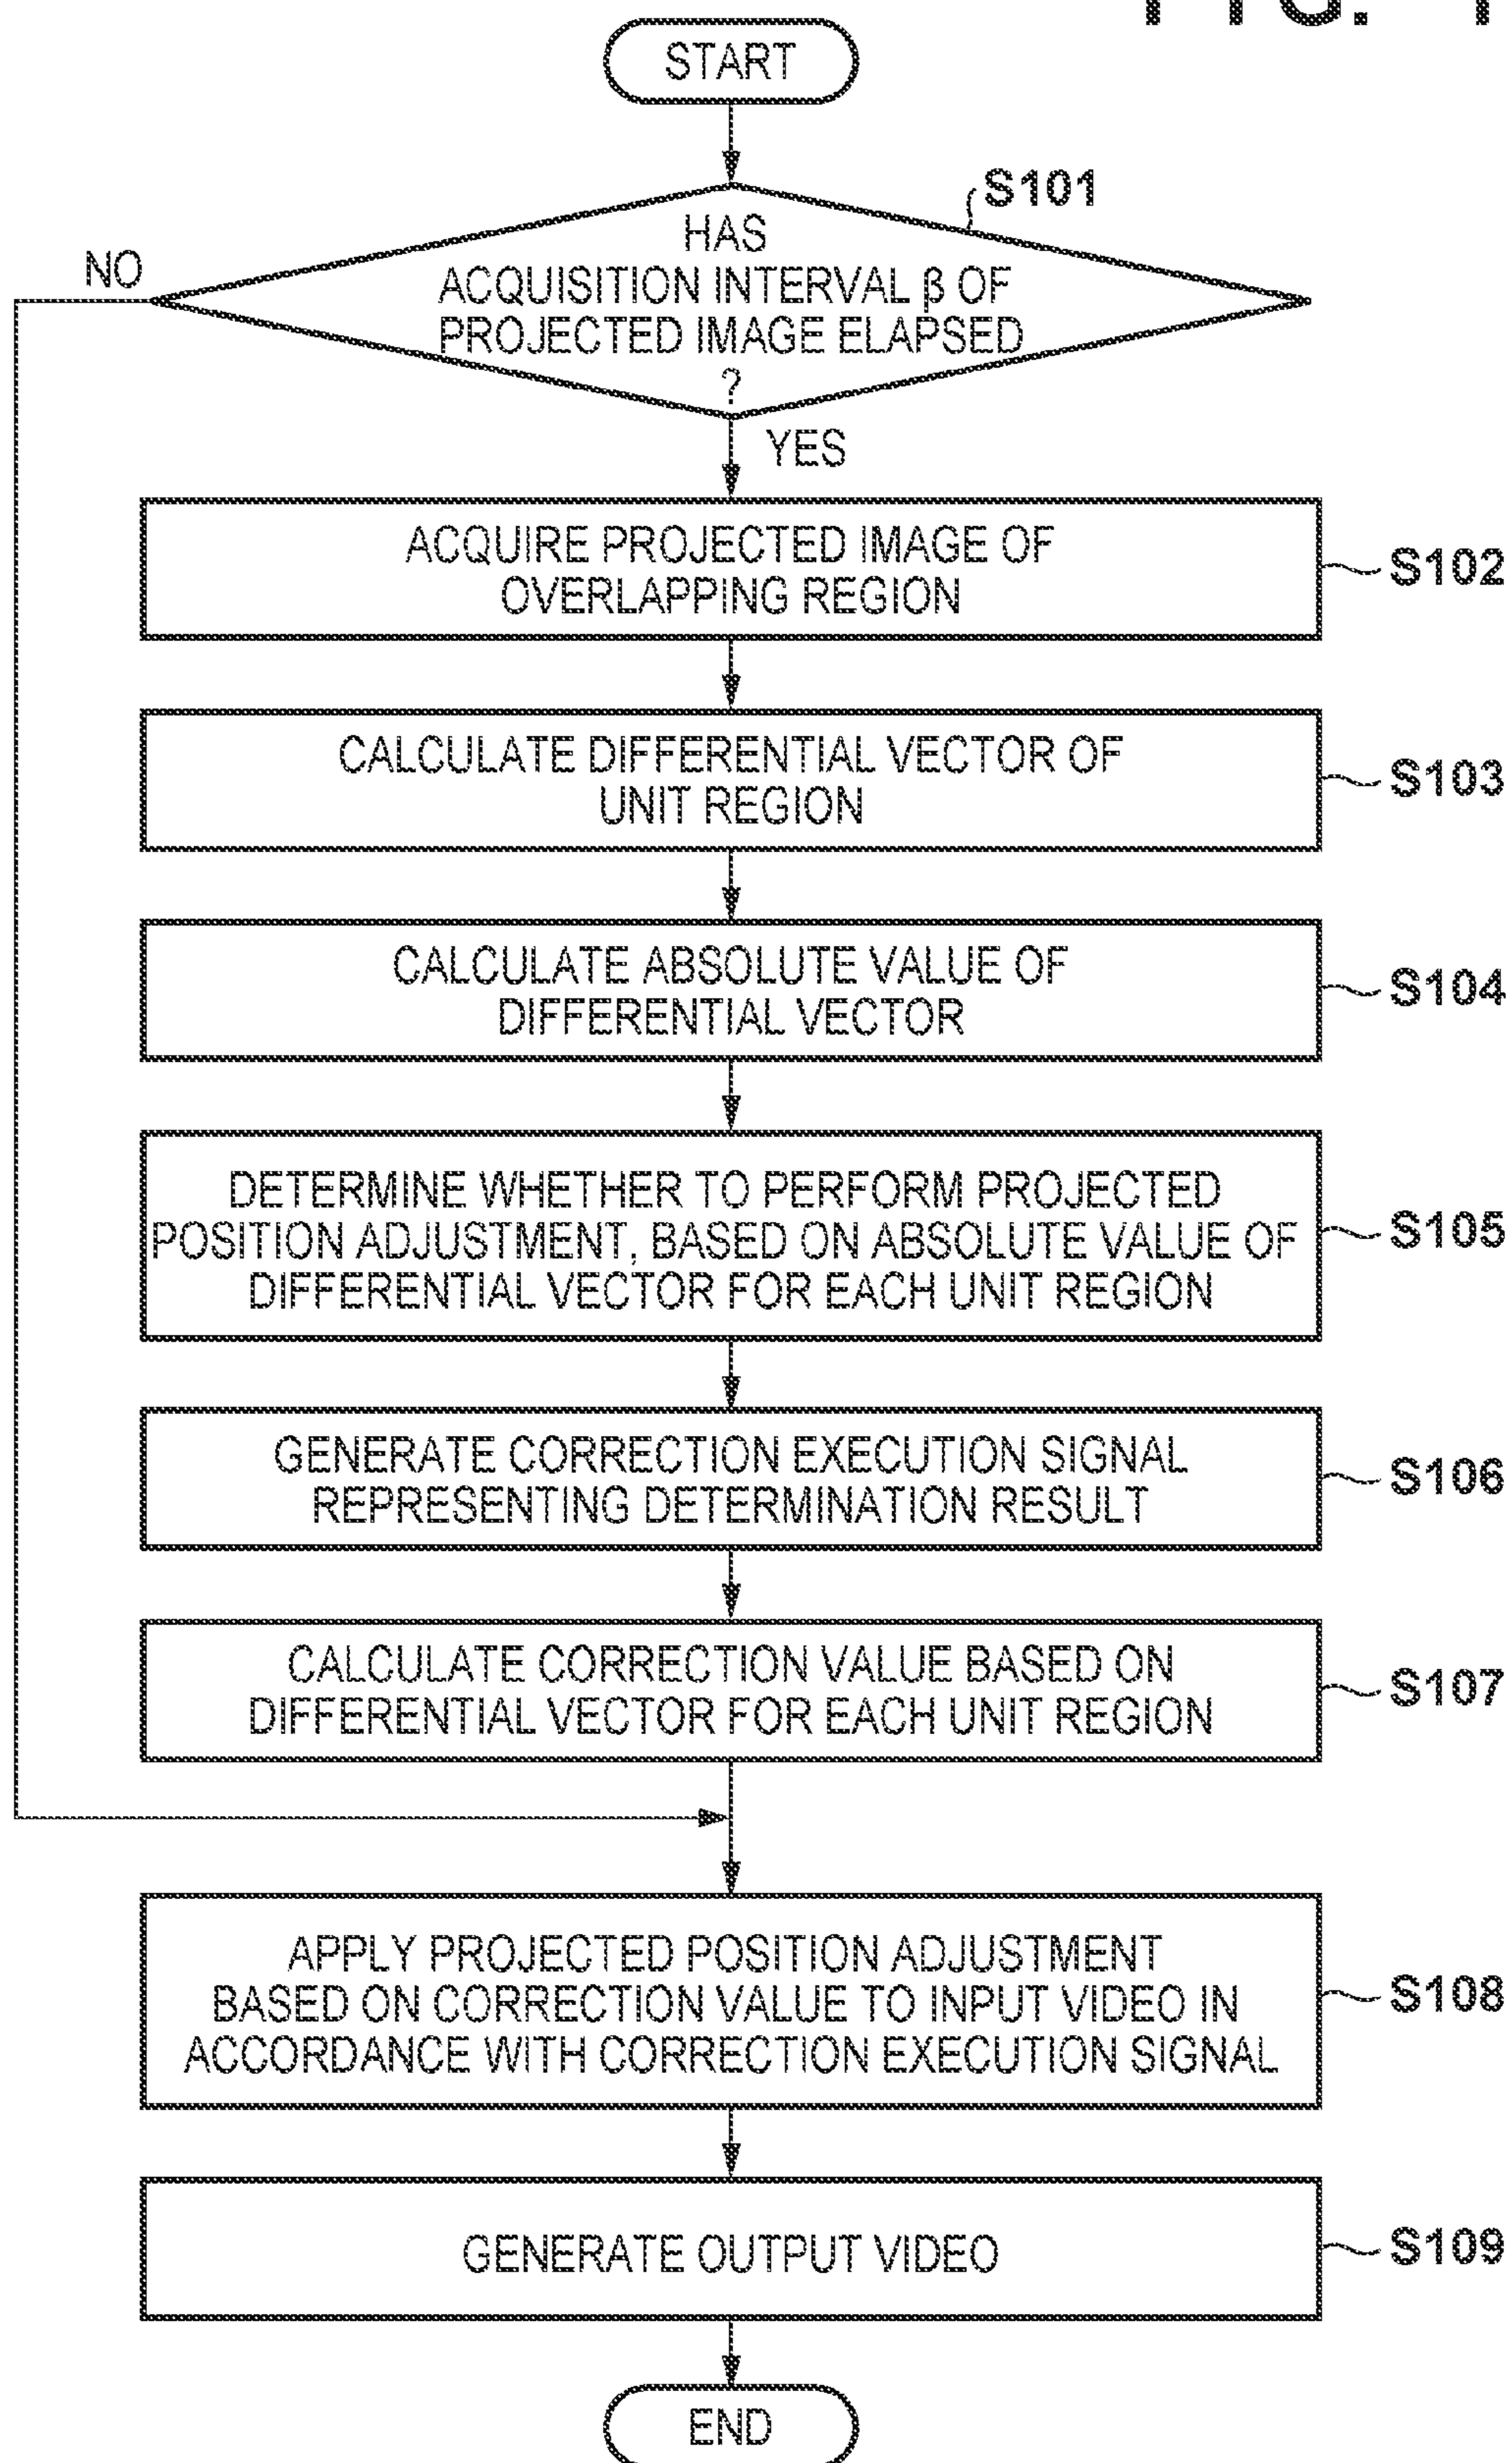 START
S101
HAS
ACQUISITION INTERVAL β OF
PROJECTED IMAGE ELAPSED
?
NO
YES
ACQUIRE PROJECTED IMAGE OF
OVERLAPPING REGION
S102
CALCULATE DIFFERENTIAL VECTOR OF
UNIT REGION
S103
CALCULATE ABSOLUTE VALUE OF
DIFFERENTIAL VECTOR
S104
DETERMINE WHETHER TO PERFORM PROJECTED
POSITION ADJUSTMENT, BASED ON ABSOLUTE VALUE OF
DIFFERENTIAL VECTOR FOR EACH UNIT REGION
S105
GENERATE CORRECTION EXECUTION SIGNAL
REPRESENTING DETERMINATION RESULT
S106
CALCULATE CORRECTION VALUE BASED ON
DIFFERENTIAL VECTOR FOR EACH UNIT REGION
S107
APPLY PROJECTED POSITION ADJUSTMENT
BASED ON CORRECTION VALUE TO INPUT VIDEO IN
ACCORDANCE WITH CORRECTION EXECUTION SIGNAL
S108
GENERATE OUTPUT VIDEO
S109
END